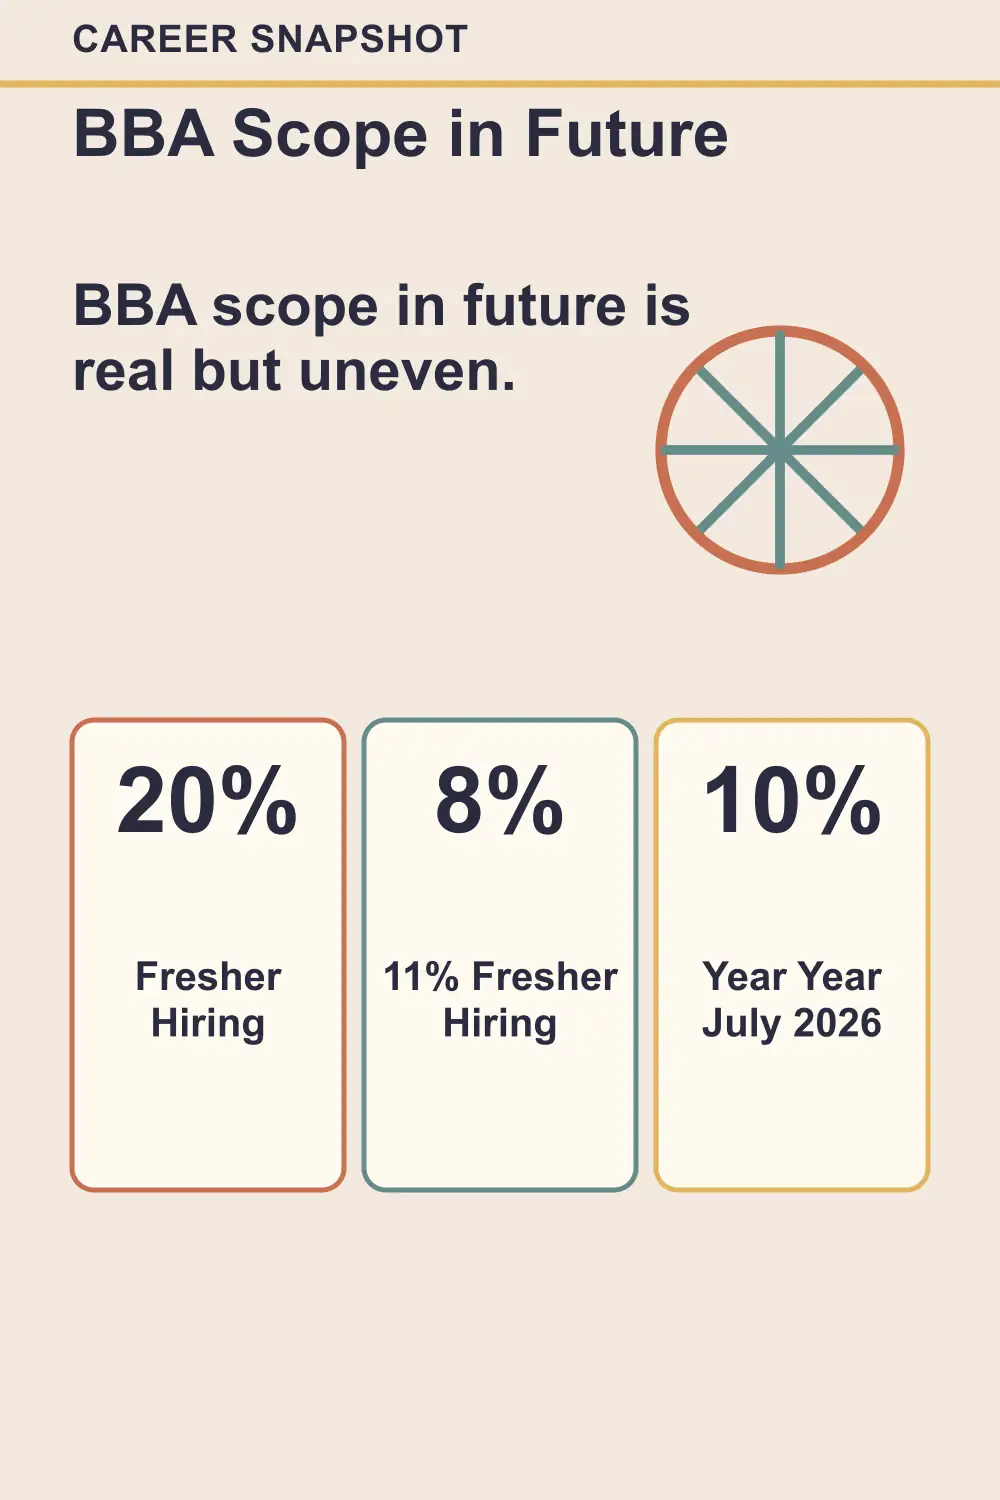 CAREER SNAPSHOT
BBA Scope in Future
BBA scope in future is
real but uneven.
20%
Fresher
Hiring
8%
11% Fresher
Hiring
10%
Year Year
July 2026